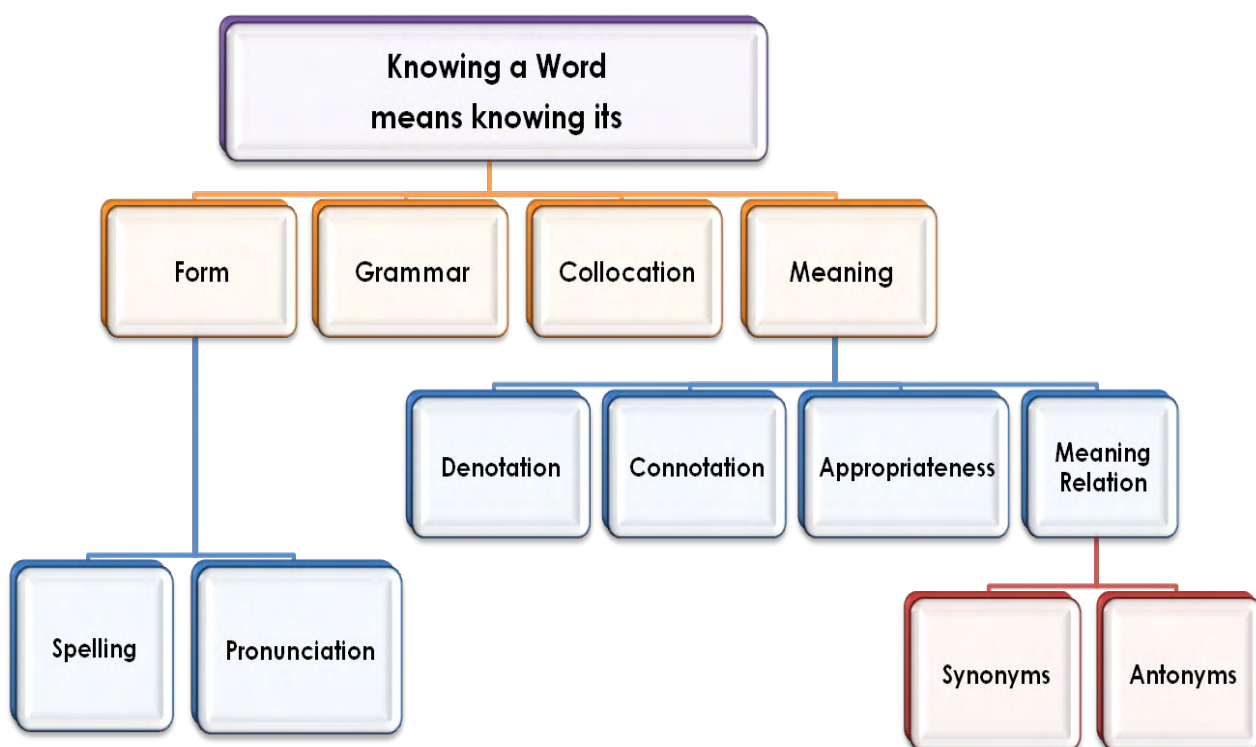 Knowing a Word
means knowing its
Form
Grammar
Collocation
Meaning
Denotation
Connotation
Appropriateness
Meaning
Relation
Spelling
Pronunciation
Synonyms
Antonyms